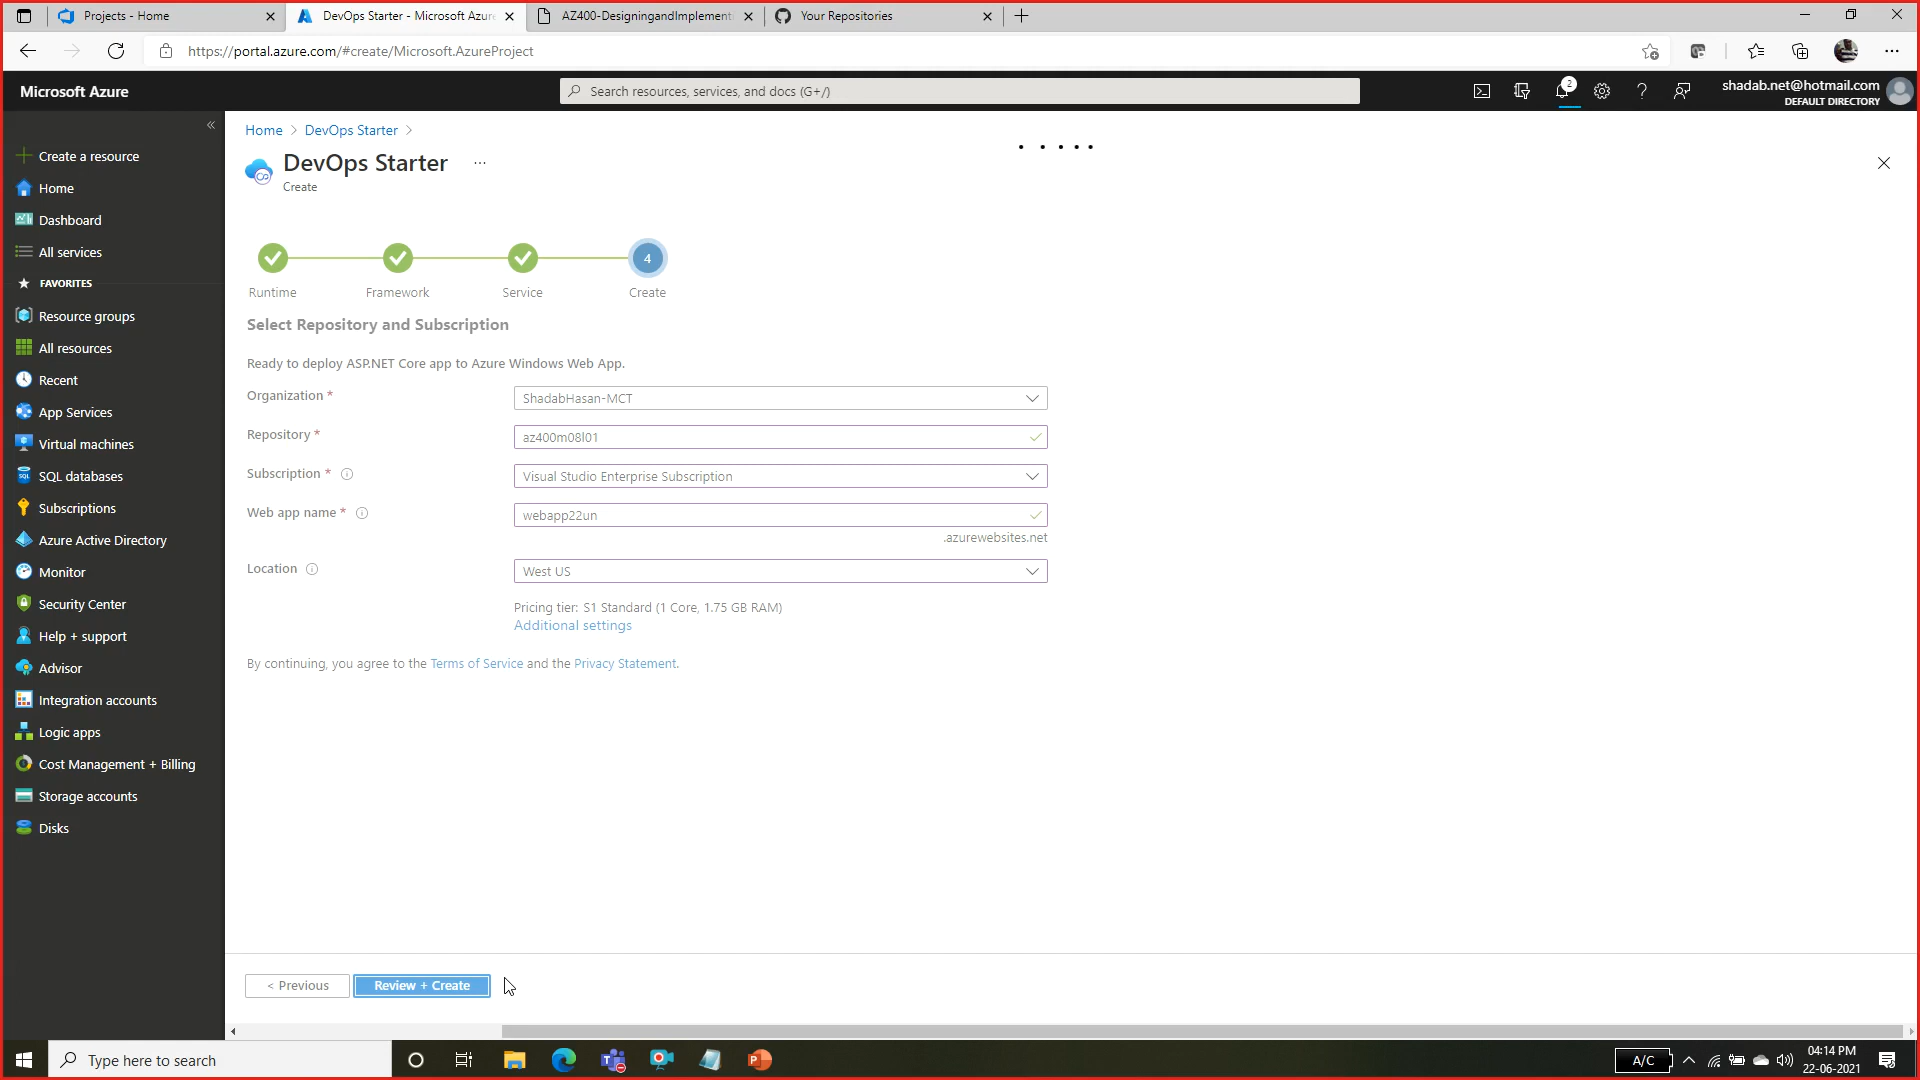 Projects - Home
DevOps Starter - Microsoft Azure
AZ400-DesigningandImplement
Your Repositories
https://portal.azure.com/#create/Microsoft.AzureProject
Microsoft Azure
Search resources, services, and docs (G+/)
2
shadab.net@hotmail.com
DEFAULT DIRECTORY
Home > DevOps Starter >
DevOps Starter ...
Create
Create a resource
Home
Dashboard
All services
FAVORITES
Resource groups
All resources
Recent
App Services
Virtual machines
SQL databases
Subscriptions
Azure Active Directory
Monitor
Security Center
Help + support
Advisor
Integration accounts
Logic apps
Cost Management + Billing
Storage accounts
Disks
4
Runtime
Framework
Service
Create
Select Repository and Subscription
Ready to deploy ASP.NET Core app to Azure Windows Web App.
Organization * ShadabHasan-MCT
Repository * az400m08l01
Subscription * Visual Studio Enterprise Subscription
Web app name * webapp22un
.azurewebsites.net
Location West US
Pricing tier: S1 Standard (1 Core, 1.75 GB RAM)
Additional settings
By continuing, you agree to the Terms of Service and the Privacy Statement.
< Previous
Review + Create
Type here to search
A/C
04:14 PM
22-06-2021